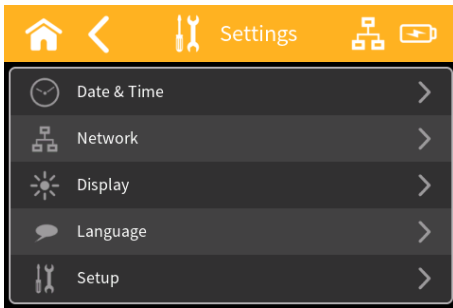 Settings
Date & Time
Network
Display
Language
Setup